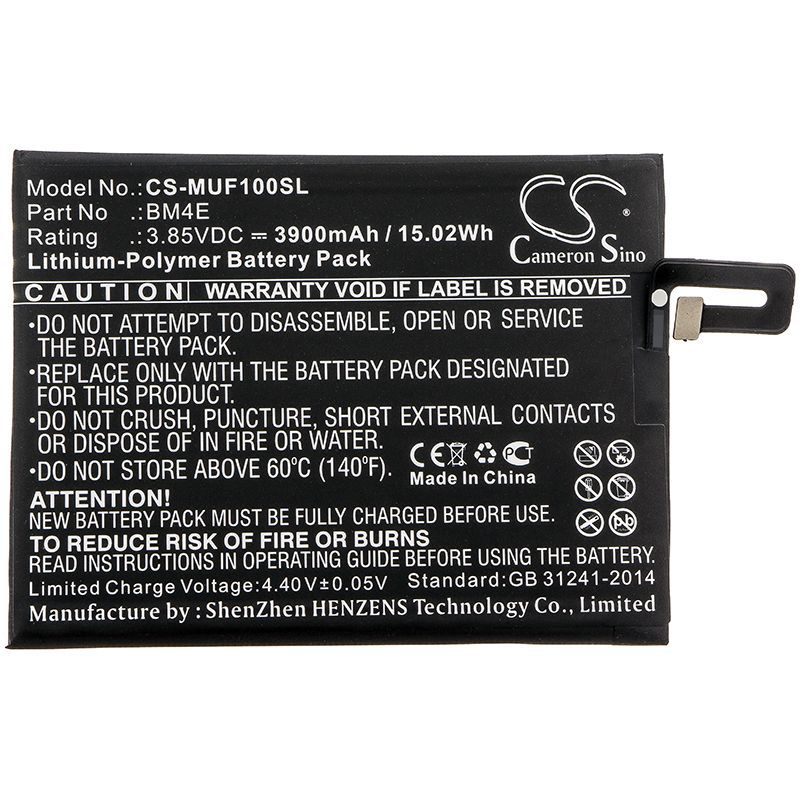 Model No.: CS-MUF100SL
Part No :BM4E
Rating :3.85VDC ⎓ 3900mAh / 15.02Wh
Lithium-Polymer Battery Pack
CS
Cameron Sino
CAUTION WARRANTY VOID IF LABEL IS REMOVED
•DO NOT ATTEMPT TO DISASSEMBLE, OPEN OR SERVICE
THE BATTERY PACK.
•REPLACE ONLY WITH THE BATTERY PACK DESIGNATED FOR
THIS PRODUCT.
•DO NOT CRUSH, PUNCTURE, SHORT EXTERNAL CONTACTS
OR DISPOSE OF IN FIRE OR WATER.
•DO NOT STORE ABOVE 60°C (140°F).
CE PCT
Made In China
ATTENTION!
NEW BATTERY PACK MUST BE FULLY CHARGED BEFORE USE.
TO REDUCE RISK OF FIRE OR BURNS
READ INSTRUCTIONS IN OPERATING GUIDE BEFORE USING THE BATTERY.
Pb
Limited Charge Voltage:4.40V±0.05V Standard:GB 31241-2014
Manufacture by :ShenZhen HENZENS Technology Co., Limited